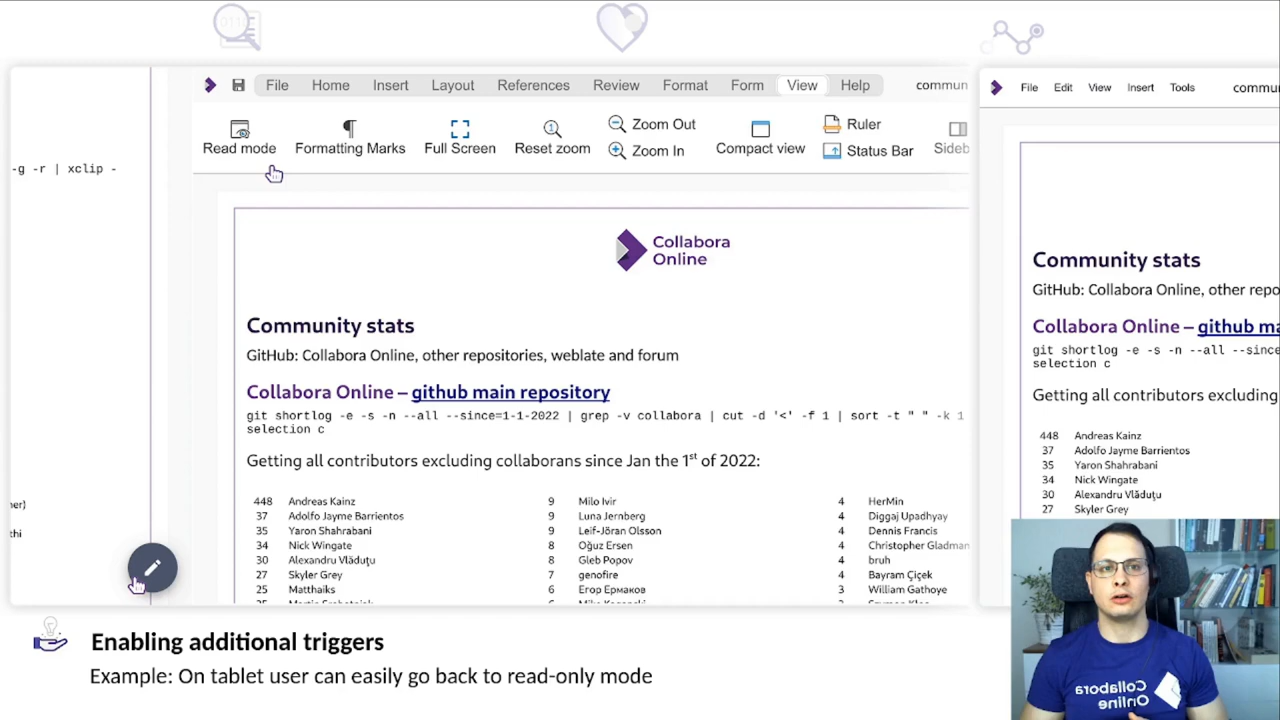 -g -r | xclip -
File Home Insert Layout References Review Format Form View Help commun
Read mode Formatting Marks Full Screen Reset zoom Zoom Out Zoom In Compact view Ruler Status Bar Sideb
Collabora
Online
Community stats
GitHub: Collabora Online, other repositories, weblate and forum
Collabora Online – github main repository
git shortlog -e -s -n --all --since=1-1-2022 | grep -v collabora | cut -d '<' -f 1 | sort -t " " -k 1
selection c
Getting all contributors excluding collaborans since Jan the 1st of 2022:
448 Andreas Kainz 9 Milo Ivir 4 HerMin
37 Adolfo Jayme Barrientos 9 Luna Jernberg 4 Diggaj Upadhyay
35 Yaron Shahrabani 9 Leif-Jöran Olsson 4 Dennis Francis
34 Nick Wingate 8 Oğuz Ersen 4 Christopher Gladman
30 Alexandru Vlăduţu 8 Gleb Popov 4 bruh
27 Skyler Grey 7 genofire 4 Bayram Çiçek
25 Matthaiks 6 Егор Ермаков 3 William Gathoye
her)
thi
File Edit View Insert Tools commu
Community stats
GitHub: Collabora Online, other repo
Collabora Online – github ma
git shortlog -e -s -n --all --since
selection c
Getting all contributors excluding
448 Andreas Kainz
37 Adolfo Jayme Barrientos
35 Yaron Shahrabani
34 Nick Wingate
30 Alexandru Vlăduţu
27 Skyler Grey
Collabora
Online
Enabling additional triggers
Example: On tablet user can easily go back to read-only mode